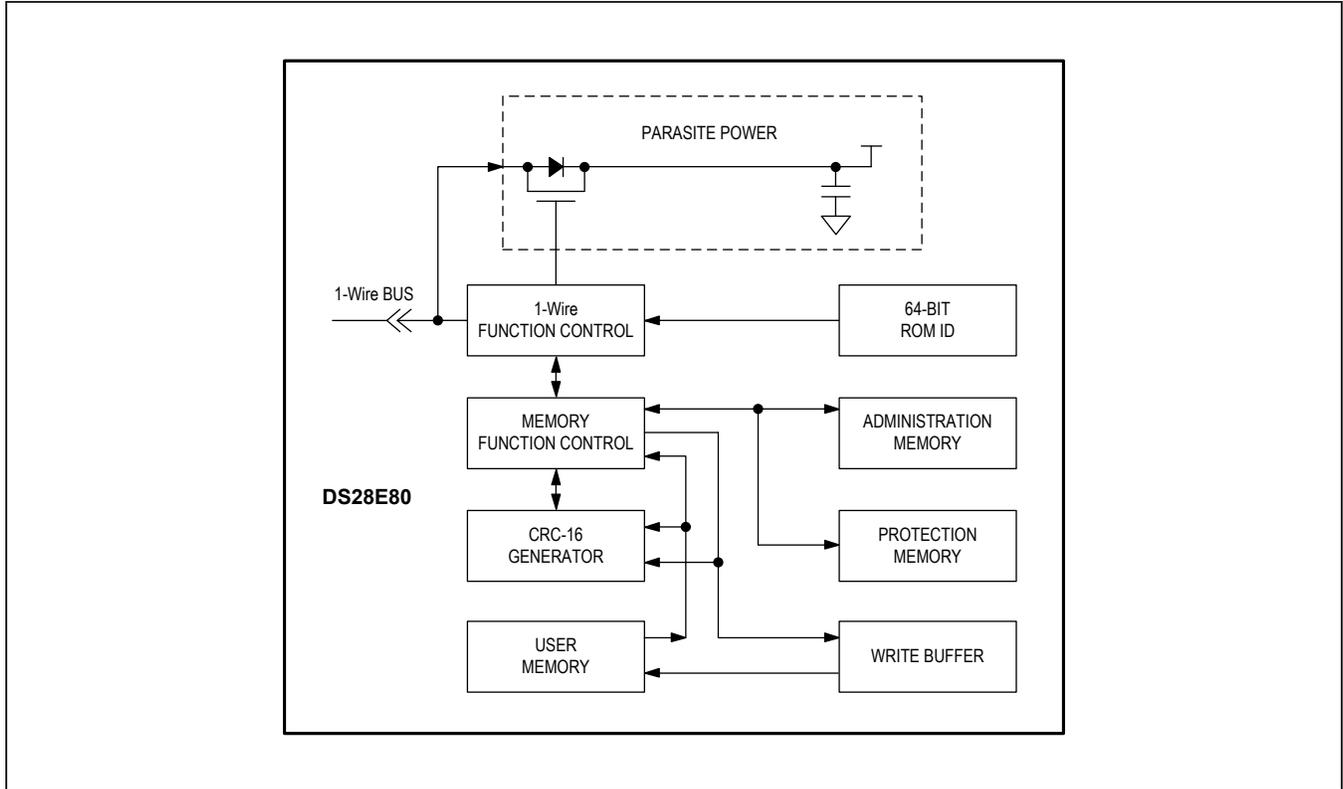 PARASITE POWER
1-Wire BUS
1-Wire
FUNCTION CONTROL
64-BIT
ROM ID
MEMORY
FUNCTION CONTROL
ADMINISTRATION
MEMORY
DS28E80
CRC-16
GENERATOR
PROTECTION
MEMORY
USER
MEMORY
WRITE BUFFER